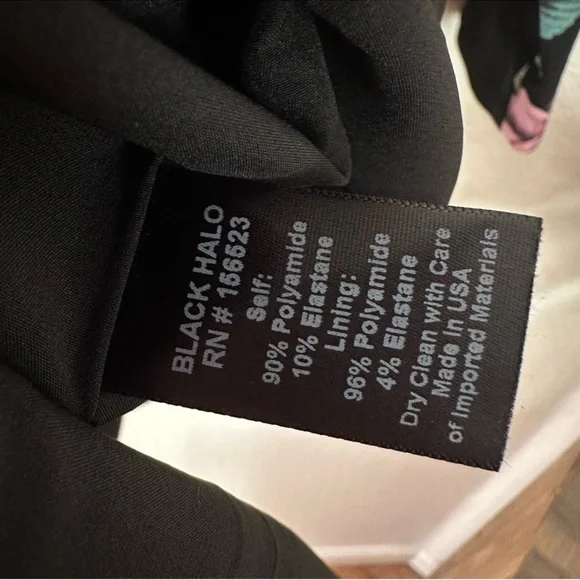 BLACK HALO
RN # 156523
Self:
90% Polyamide
10% Elastane
Lining:
96% Polyamide
4% Elastane
Dry Clean with Care
Made in USA
of Imported Materials